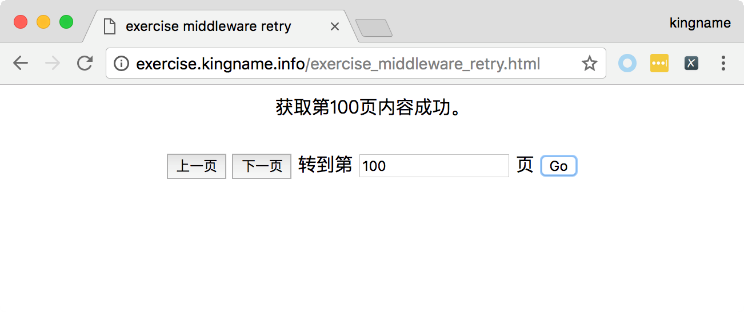 exercise middleware retry
kingname
exercise.kingname.info/exercise_middleware_retry.html
获取第100页内容成功。
上一页 下一页 转到第 100 页 Go